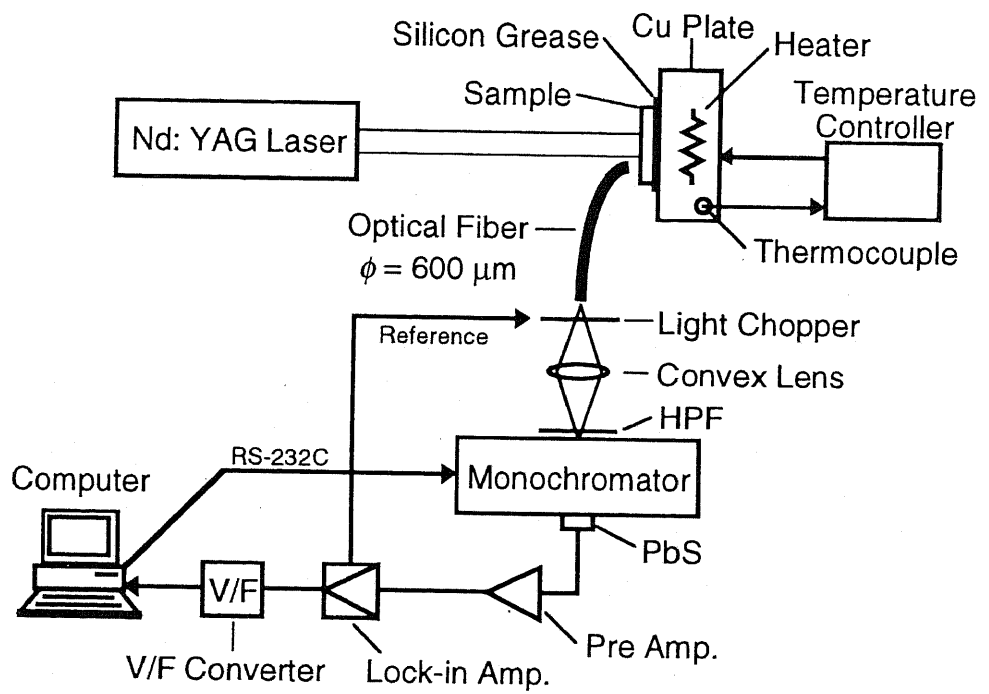 Cu Plate
Silicon Grease
Heater
Sample
Temperature
Controller
Nd: YAG Laser
Optical Fiber
ϕ = 600 μm
Thermocouple
Reference
Light Chopper
Convex Lens
HPF
RS-232C
Monochromator
Computer
PbS
V/F
Pre Amp.
V/F Converter
Lock-in Amp.